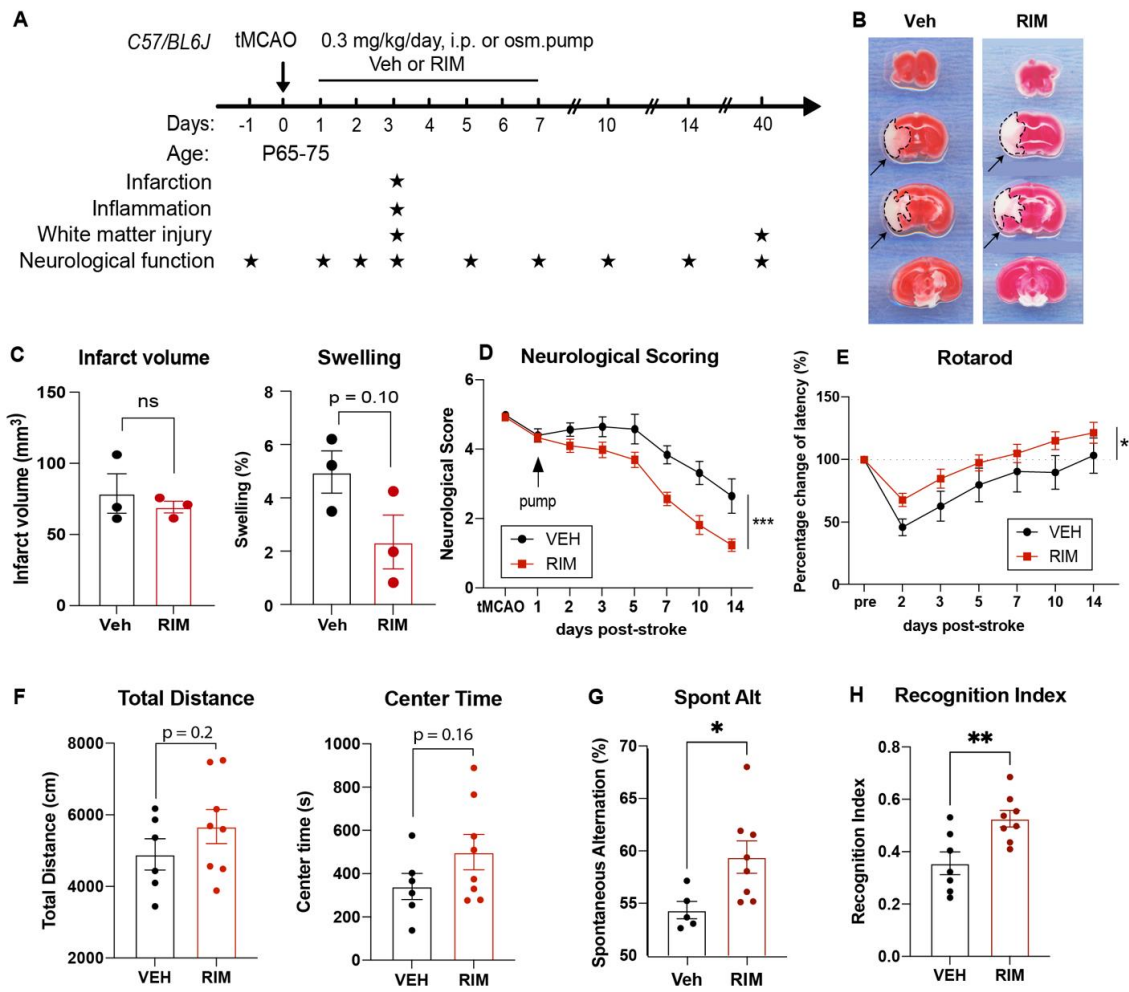 A
C57/BL6J
tMCAO
0.3 mg/kg/day, i.p. or osm.pump
Veh or RIM
Days: -1 0 1 2 3 4 5 6 7 10 14 40
Age: P65-75
Infarction ★
Inflammation ★
White matter injury ★ ★
Neurological function ★ ★ ★ ★ ★ ★ ★ ★ ★
B
Veh RIM
C
Infarct volume
Infarct volume (mm³)
150
100
50
0
ns
Veh RIM
Swelling
Swelling (%)
8
6
4
2
0
p = 0.10
Veh RIM
D
Neurological Scoring
Neurological Score
6
4
2
0
pump
VEH
RIM
***
tMCAO 1 2 3 5 7 10 14
days post-stroke
E
Rotarod
Percentage change of latency (%)
150
100
50
0
*
VEH
RIM
pre 2 3 5 7 10 14
days post-stroke
F
Total Distance
Total Distance (cm)
8000
6000
4000
2000
p = 0.2
VEH RIM
Center Time
Center time (s)
1000
800
600
400
200
0
p = 0.16
VEH RIM
G
Spont Alt
Spontaneous Alternation (%)
70
65
60
55
50
*
Veh RIM
H
Recognition Index
Recognition Index
0.8
0.6
0.4
0.2
0.0
**
VEH RIM